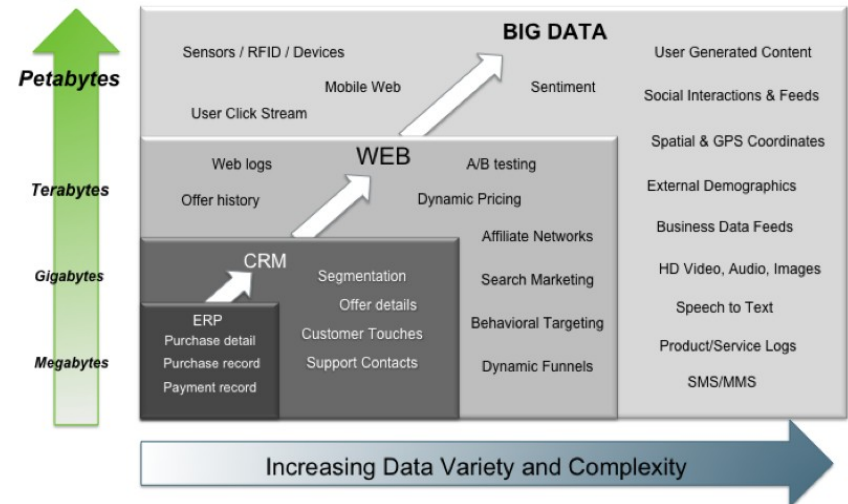 BIG DATA
Sensors / RFID / Devices
User Generated Content
Petabytes
Mobile Web
Sentiment
Social Interactions & Feeds
User Click Stream
Spatial & GPS Coordinates
WEB
Web logs
A/B testing
Terabytes
Offer history
Dynamic Pricing
External Demographics
Affiliate Networks
Business Data Feeds
CRM
Gigabytes
Segmentation
Search Marketing
HD Video, Audio, Images
Offer details
Speech to Text
ERP
Customer Touches
Behavioral Targeting
Purchase detail
Product/Service Logs
Megabytes
Purchase record
Support Contacts
Dynamic Funnels
Payment record
SMS/MMS
Increasing Data Variety and Complexity